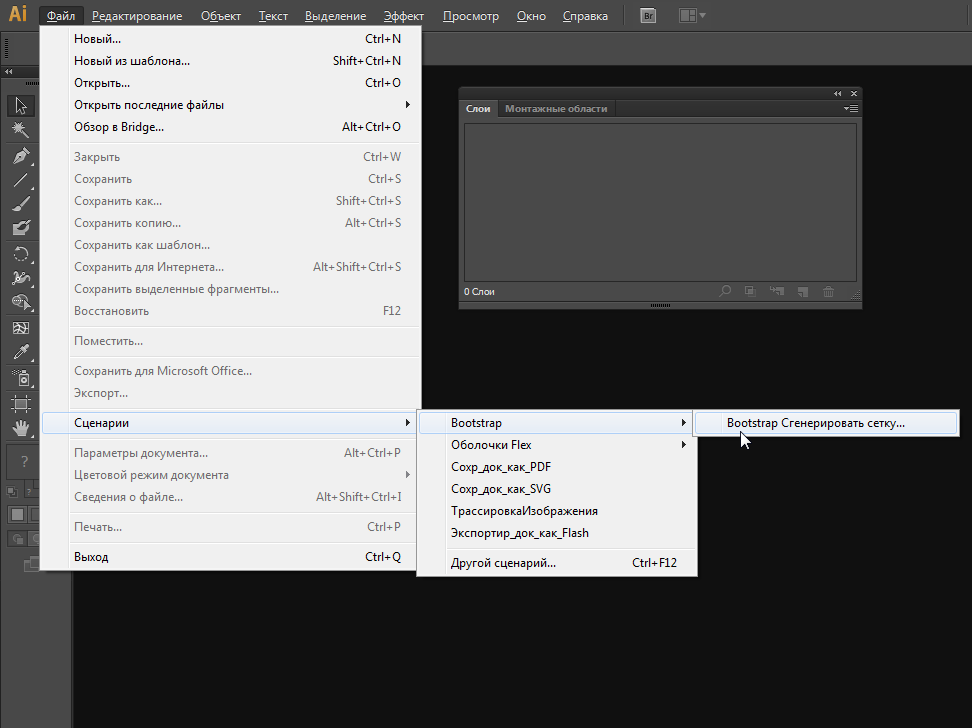 Ai Файл Редактирование Объект Текст Выделение Эффект Просмотр Окно Справка Br
Новый... Ctrl+N
Новый из шаблона... Shift+Ctrl+N
Открыть... Ctrl+O
Открыть последние файлы
Обзор в Bridge... Alt+Ctrl+O
Закрыть Ctrl+W
Сохранить Ctrl+S
Сохранить как... Shift+Ctrl+S
Сохранить копию... Alt+Ctrl+S
Сохранить как шаблон...
Сохранить для Интернета... Alt+Shift+Ctrl+S
Сохранить выделенные фрагменты...
Восстановить F12
Поместить...
Сохранить для Microsoft Office...
Экспорт...
Сценарии
Параметры документа... Alt+Ctrl+P
Цветовой режим документа
Сведения о файле... Alt+Shift+Ctrl+I
Печать... Ctrl+P
Выход Ctrl+Q
Bootstrap
Оболочки Flex
Сохр_док_как_PDF
Сохр_док_как_SVG
ТрассировкаИзображения
Экспортир_док_как_Flash
Другой сценарий... Ctrl+F12
Bootstrap Сгенерировать сетку...
Слои Монтажные области
0 Слои
?
?